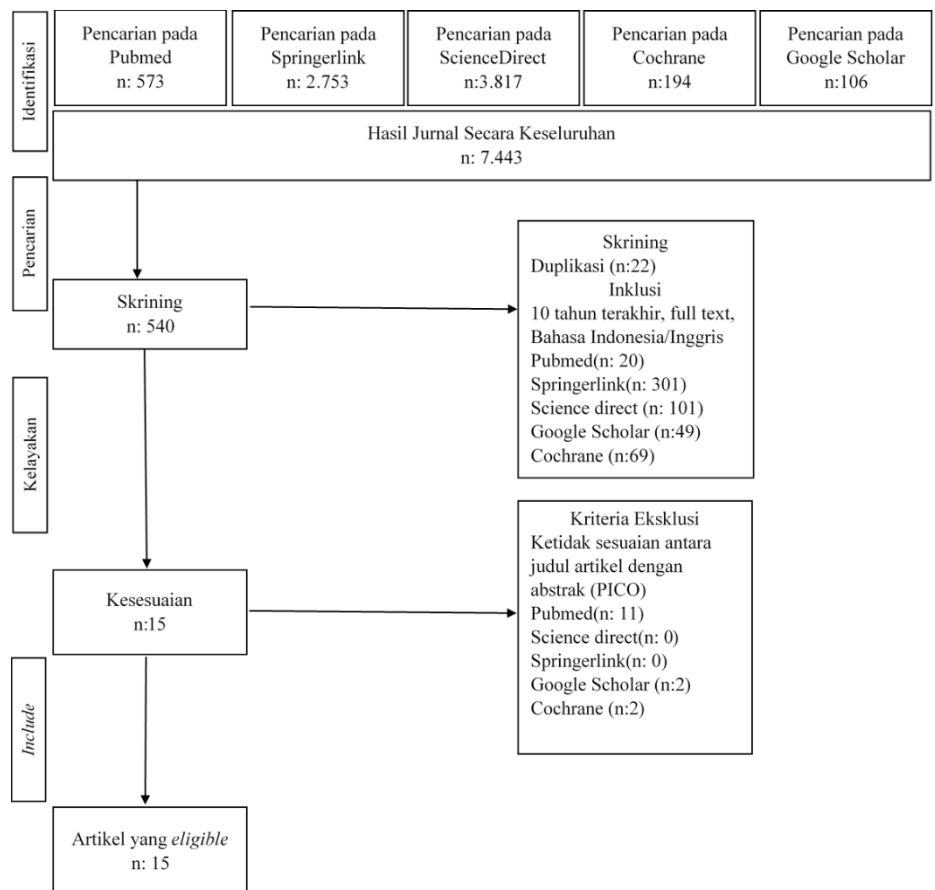 Identifikasi
Pencarian pada
Pubmed
n: 573
Pencarian pada
Springerlink
n: 2.753
Pencarian pada
ScienceDirect
n:3.817
Pencarian pada
Cochrane
n:194
Pencarian pada
Google Scholar
n:106
Hasil Jurnal Secara Keseluruhan
n: 7.443
Pencarian
Skrining
n: 540
Skrining
Duplikasi (n:22)
Inklusi
10 tahun terakhir, full text,
Bahasa Indonesia/Inggris
Pubmed(n: 20)
Springerlink(n: 301)
Science direct (n: 101)
Google Scholar (n:49)
Cochrane (n:69)
Kelayakan
Kesesuaian
n:15
Kriteria Eksklusi
Ketidak sesuaian antara
judul artikel dengan
abstrak (PICO)
Pubmed(n: 11)
Science direct(n: 0)
Springerlink(n: 0)
Google Scholar (n:2)
Cochrane (n:2)
Include
Artikel yang eligible
n: 15